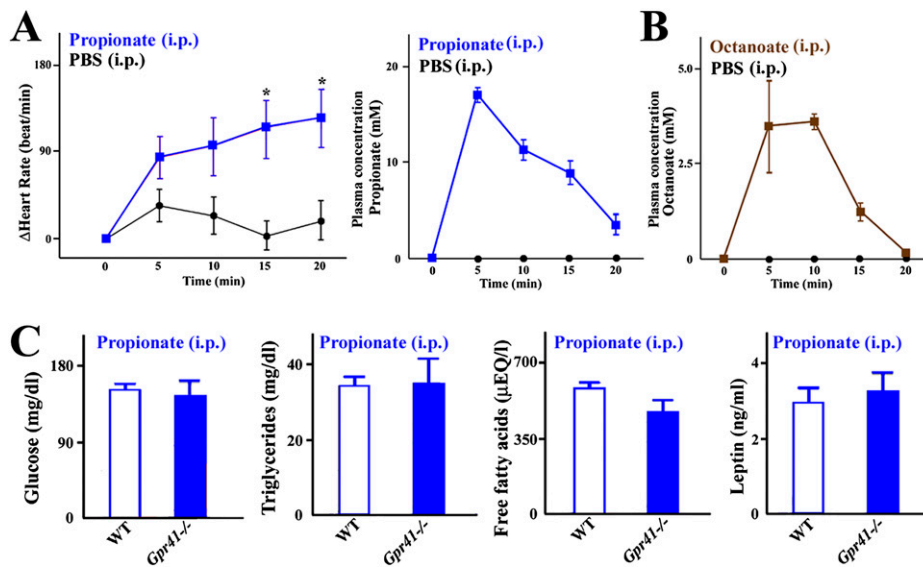 A
Propionate (i.p.)
PBS (i.p.)
ΔHeart Rate (beat/min)
180
90
0
* *
0 5 10 15 20
Time (min)
Propionate (i.p.)
PBS (i.p.)
Plasma concentration
Propionate (mM)
20
10
0
0 5 10 15 20
Time (min)
B
Octanoate (i.p.)
PBS (i.p.)
Plasma concentration
Octanoate (mM)
5.0
2.5
0
0 5 10 15 20
Time (min)
C
Propionate (i.p.)
Glucose (mg/dl)
180
90
0
WT
Gpr41-/-
Propionate (i.p.)
Triglycerides (mg/dl)
40
20
0
WT
Gpr41-/-
Propionate (i.p.)
Free fatty acids (μEQ/l)
700
350
0
WT
Gpr41-/-
Propionate (i.p.)
Leptin (ng/ml)
4
3
0
WT
Gpr41-/-